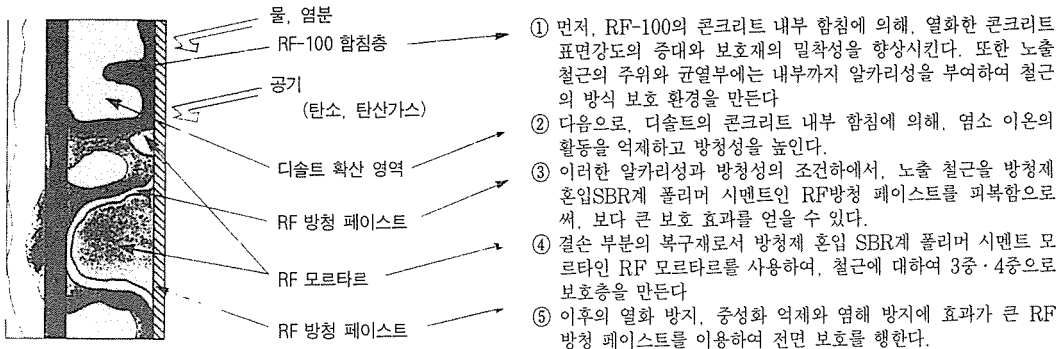 물, 염분
RF-100 함침층
공기
(탄소, 탄산가스)
디솔트 확산 영역
RF 방청 페이스트
RF 모르타르
RF 방청 페이스트
① 먼저, RF-100의 콘크리트 내부 함침에 의해, 열화한 콘크리트
표면강도의 증대와 보호재의 밀착성을 향상시킨다. 또한 노출
철근의 주위와 균열부에는 내부까지 알카리성을 부여하여 철근
의 방식 보호 환경을 만든다
② 다음으로, 디솔트의 콘크리트 내부 함침에 의해, 염소 이온의
활동을 억제하고 방청성을 높인다.
③ 이러한 알카리성과 방청성의 조건하에서, 노출 철근을 방청제
혼입SBR계 폴리머 시멘트인 RF방청 페이스트를 피복함으로
써, 보다 큰 보호 효과를 얻을 수 있다.
④ 결손 부분의 복구재로서 방청제 혼입 SBR계 폴리머 시멘트 모
르타인 RF 모르타르를 사용하여, 철근에 대하여 3중·4중으로
보호층을 만든다
⑤ 이후의 열화 방지, 중성화 억제와 염해 방지에 효과가 큰 RF
방청 페이스트를 이용하여 전면 보호를 행한다.